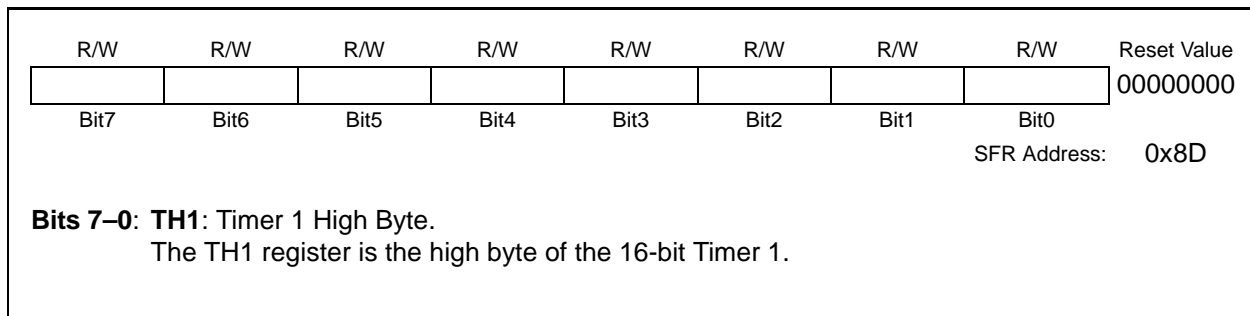 R/W R/W R/W R/W R/W R/W R/W R/W Reset Value
00000000
Bit7 Bit6 Bit5 Bit4 Bit3 Bit2 Bit1 Bit0
SFR Address: 0x8D
Bits 7–0: TH1: Timer 1 High Byte.
The TH1 register is the high byte of the 16-bit Timer 1.